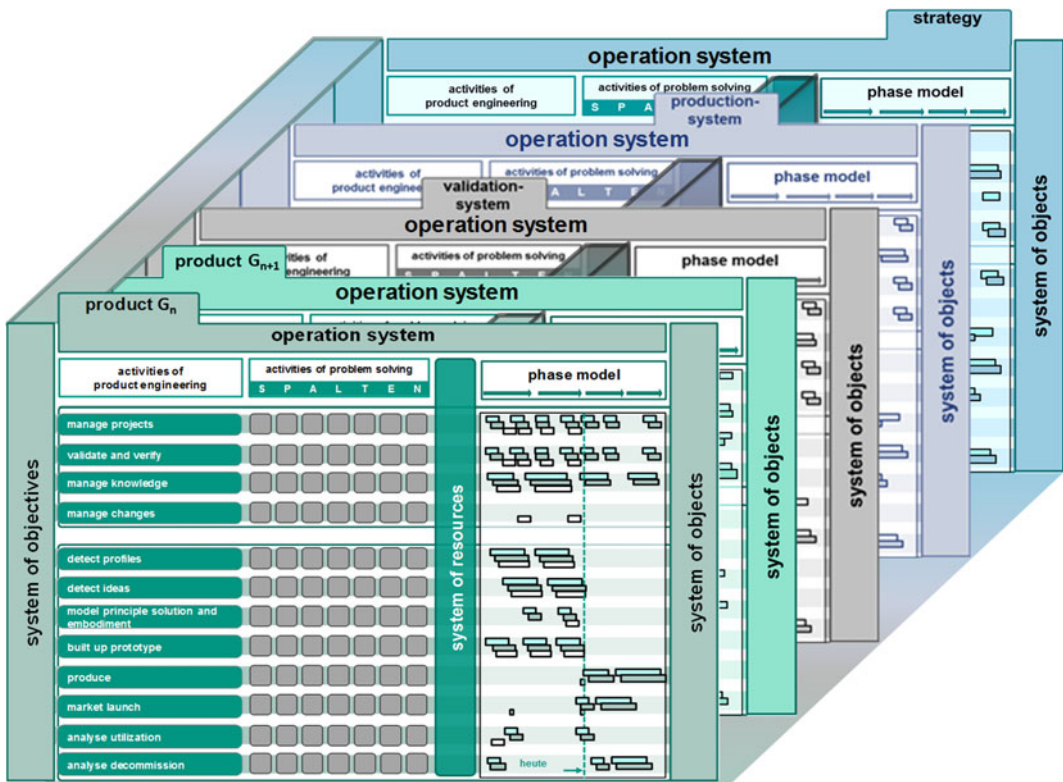 strategy
operation system
activities of
product engineering
activities of problem solving
S P A
phase model
system of objects
production-
system
operation system
activities of
product engineering
activities of problem solving
A L T E N
phase model
system of objects
validation-
system
operation system
of
engineering
activities of problem solving
S P A L T E N
phase model
system of objects
product Gn+1
operation system
system of objects
product Gn
operation system
activities of
product engineering
activities of problem solving
S P A L T E N
phase model
system of objectives
system of resources
system of objects
manage projects
validate and verify
manage knowledge
manage changes
detect profiles
detect ideas
model principle solution and
embodiment
built up prototype
produce
market launch
analyse utilization
analyse decommission
heute